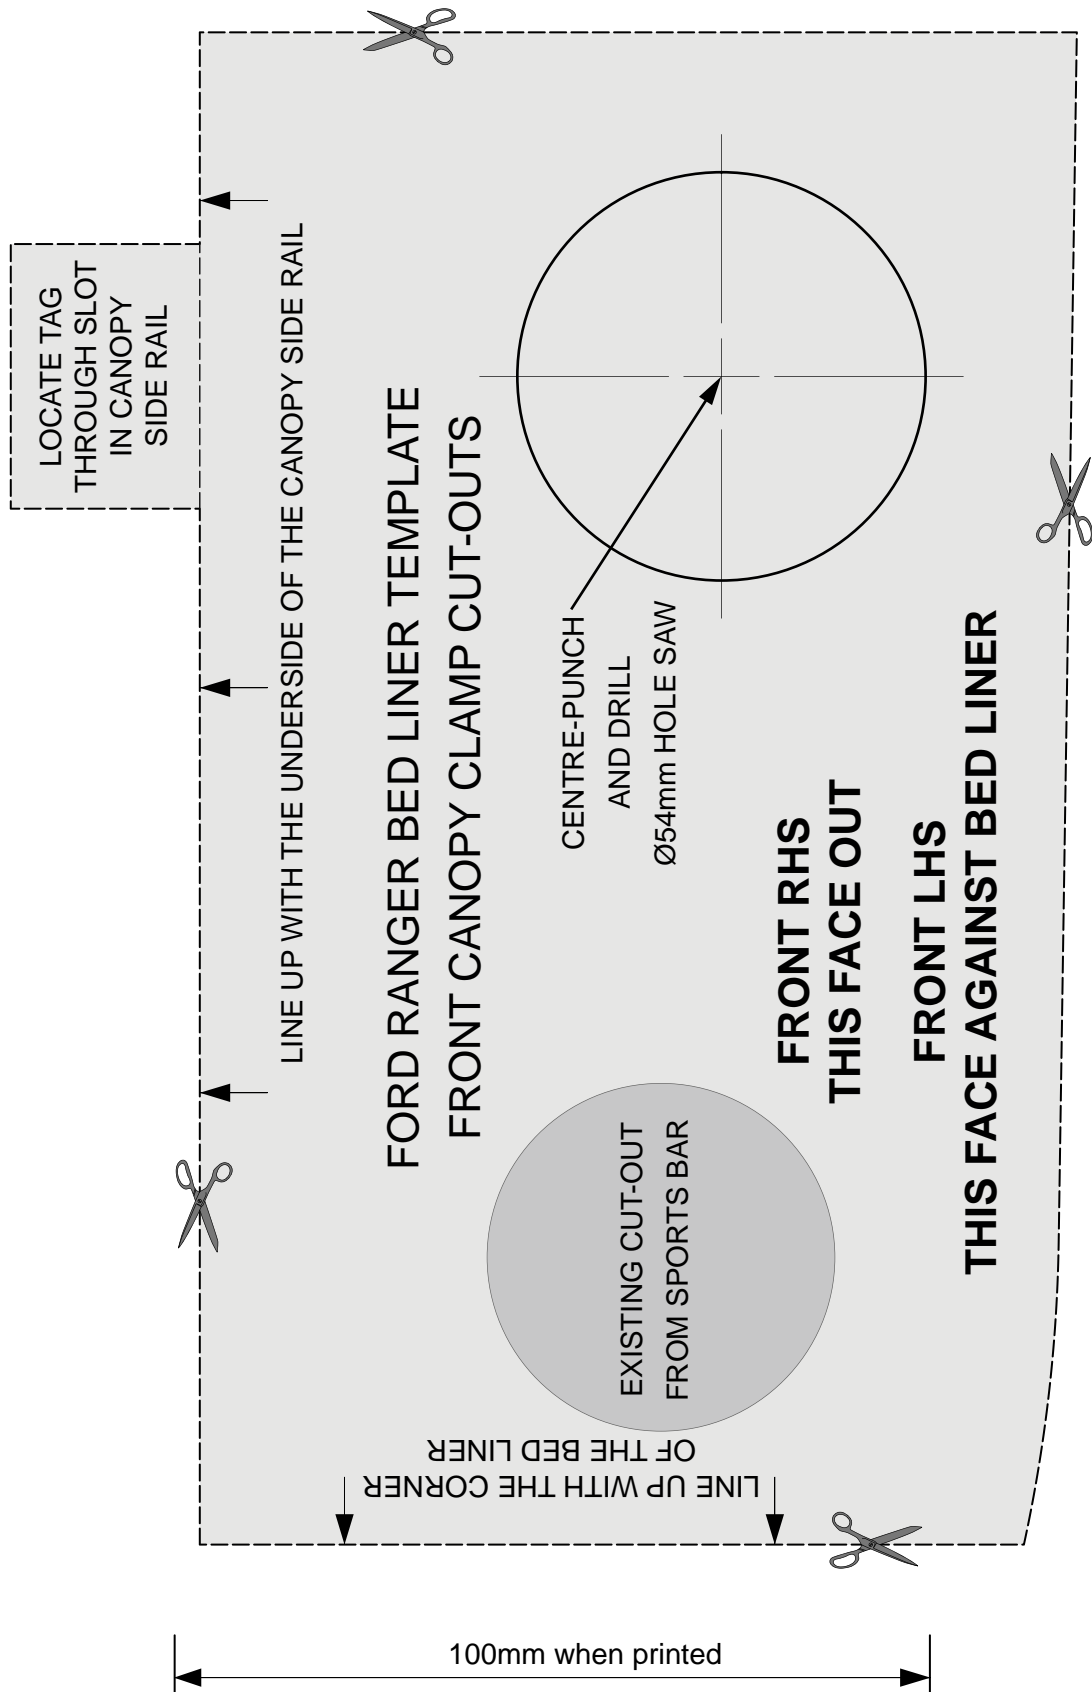 LOCATE TAG
THROUGH SLOT
IN CANOPY
SIDE RAIL
LINE UP WITH THE UNDERSIDE OF THE CANOPY SIDE RAIL
FORD RANGER BED LINER TEMPLATE
FRONT CANOPY CLAMP CUT-OUTS
CENTRE-PUNCH
AND DRILL
Ø54mm HOLE SAW
EXISTING CUT-OUT
FROM SPORTS BAR
FRONT RHS
THIS FACE OUT
FRONT LHS
THIS FACE AGAINST BED LINER
LINE UP WITH THE CORNER
OF THE BED LINER
100mm when printed